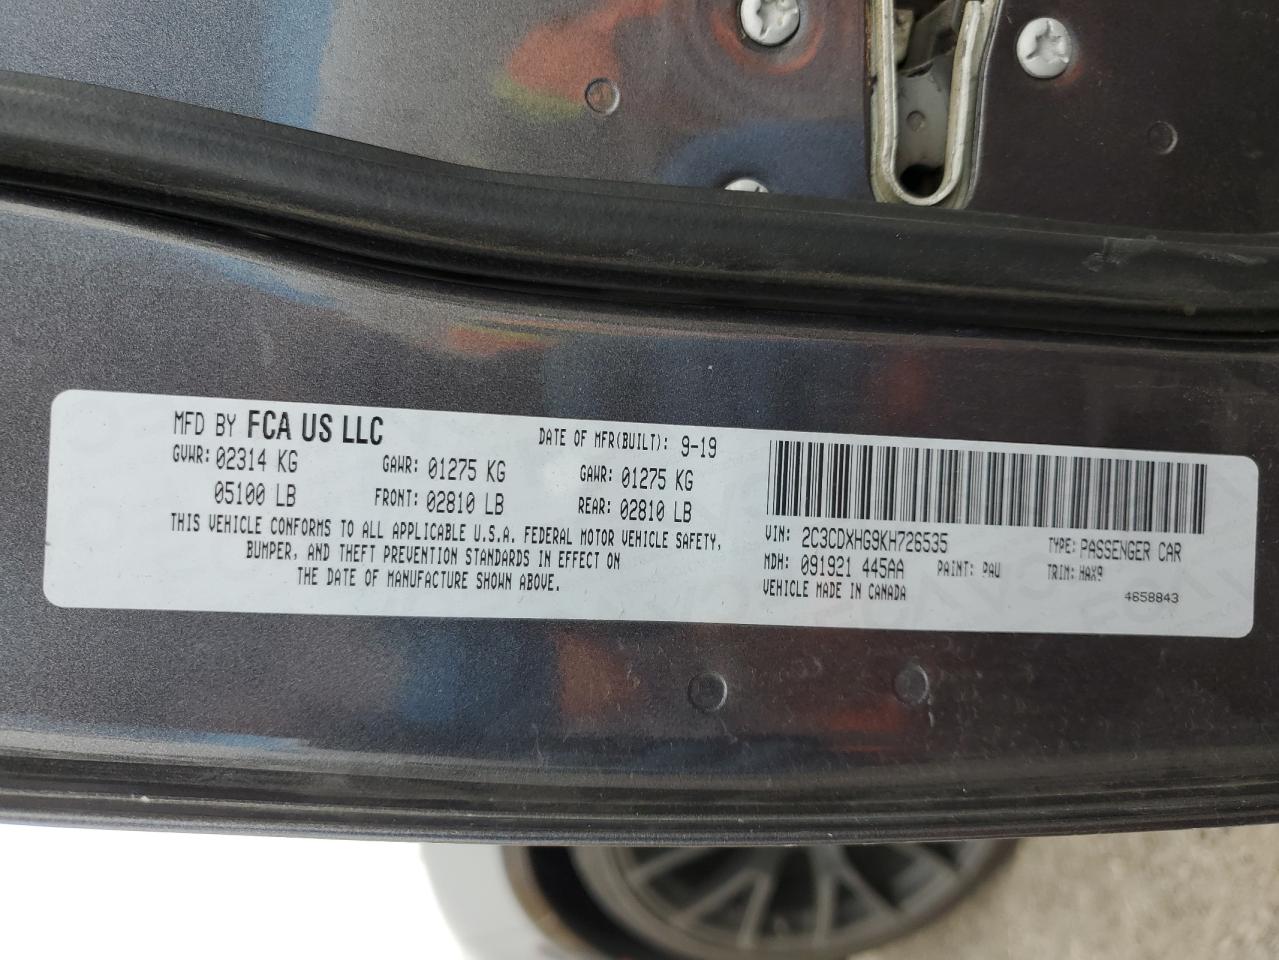 MFD BY FCA US LLC DATE OF MFR(BUILT): 9-19
GVWR: 02314 KG GAWR: 01275 KG GAWR: 01275 KG
05100 LB FRONT: 02810 LB REAR: 02810 LB
THIS VEHICLE CONFORMS TO ALL APPLICABLE U.S.A. FEDERAL MOTOR VEHICLE SAFETY,
BUMPER, AND THEFT PREVENTION STANDARDS IN EFFECT ON
THE DATE OF MANUFACTURE SHOWN ABOVE.
VIN: 2C3CDXHG9KH726535 TYPE: PASSENGER CAR
MDH: 091921 445AA PAINT: PAU TRIM: HAX9
VEHICLE MADE IN CANADA 4658843